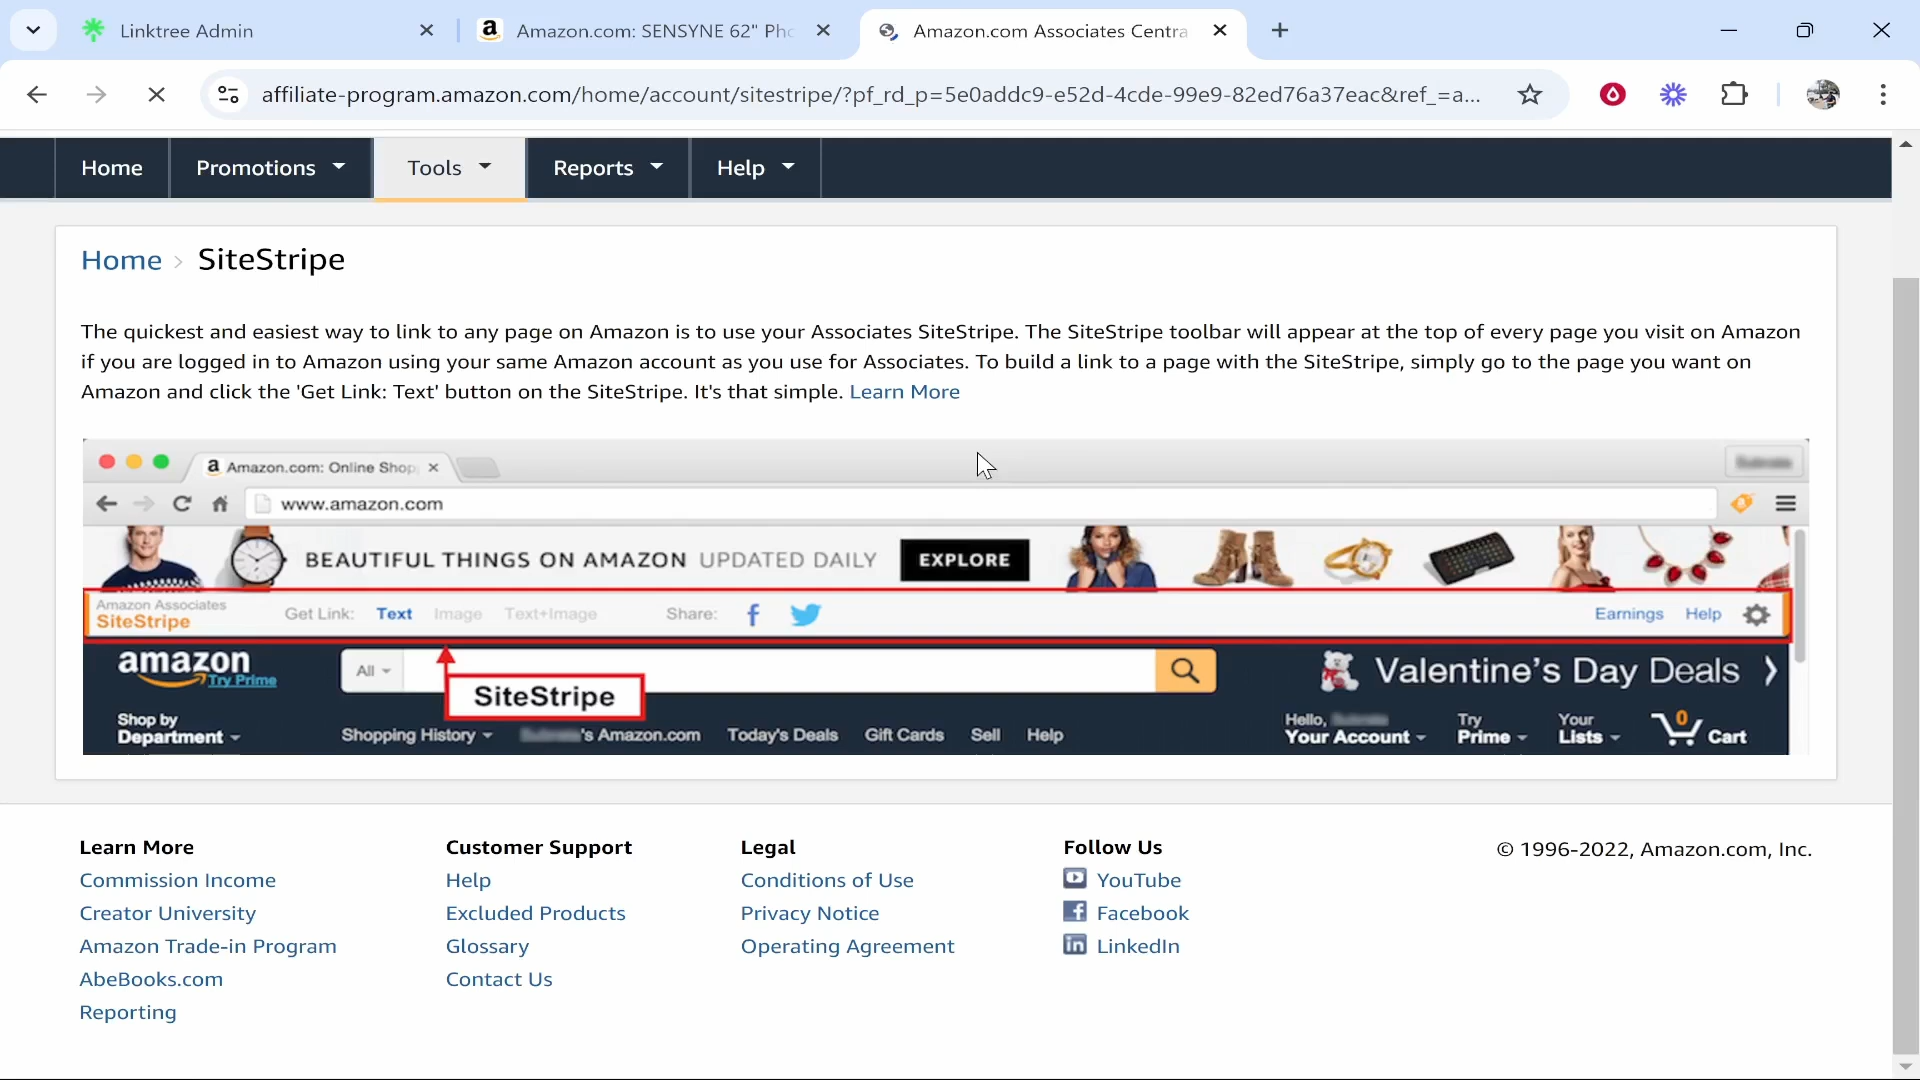 Linktree Admin
Amazon.com: SENSYNE 62" Pho
Amazon.com Associates Centra
affiliate-program.amazon.com/home/account/sitestripe/?pf_rd_p=5e0addc9-e52d-4cde-99e9-82ed76a37eac&ref_=a...
Home Promotions Tools Reports Help
Home › SiteStripe
The quickest and easiest way to link to any page on Amazon is to use your Associates SiteStripe. The SiteStripe toolbar will appear at the top of every page you visit on Amazon
if you are logged in to Amazon using your same Amazon account as you use for Associates. To build a link to a page with the SiteStripe, simply go to the page you want on
Amazon and click the 'Get Link: Text' button on the SiteStripe. It's that simple. Learn More
Amazon.com: Online Shop
www.amazon.com
BEAUTIFUL THINGS ON AMAZON UPDATED DAILY EXPLORE
Amazon Associates
SiteStripe
Get Link: Text Image Text+Image Share: Earnings Help
amazon
Try Prime
All
SiteStripe
Valentine's Day Deals
Shop by
Department
Shopping History
's Amazon.com Today's Deals Gift Cards Sell Help
Hello,
Your Account
Try
Prime
Your
Lists
0
Cart
Learn More
Commission Income
Creator University
Amazon Trade-in Program
AbeBooks.com
Reporting
Customer Support
Help
Excluded Products
Glossary
Contact Us
Legal
Conditions of Use
Privacy Notice
Operating Agreement
Follow Us
YouTube
Facebook
LinkedIn
© 1996-2022, Amazon.com, Inc.